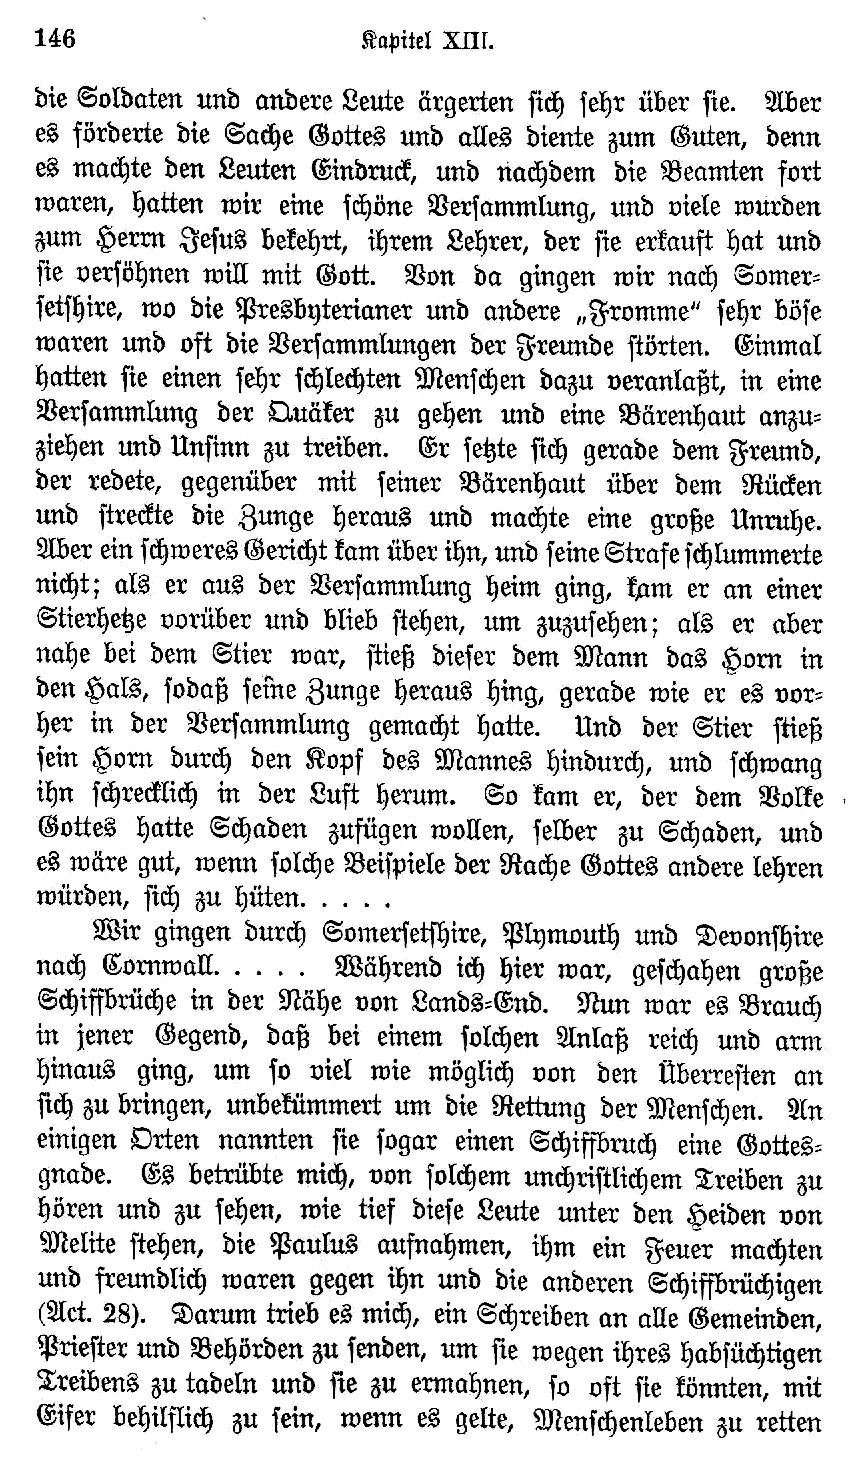 146 Kapitel XIII.
die Soldaten und andere Leute ärgerten sich sehr über sie. Aber
es förderte die Sache Gottes und alles diente zum Guten, denn
es machte den Leuten Eindruck, und nachdem die Beamten fort
waren, hatten wir eine schöne Versammlung, und viele wurden
zum Herrn Jesus bekehrt, ihrem Lehrer, der sie erkauft hat und
sie versöhnen will mit Gott. Von da gingen wir nach Somer-
setshire, wo die Presbyterianer und andere „Fromme“ sehr böse
waren und oft die Versammlungen der Freunde störten. Einmal
hatten sie einen sehr schlechten Menschen dazu veranlaßt, in eine
Versammlung der Quäker zu gehen und eine Bärenhaut anzu-
ziehen und Unsinn zu treiben. Er setzte sich gerade dem Freund,
der redete, gegenüber mit seiner Bärenhaut über dem Rücken
und streckte die Zunge heraus und machte eine große Unruhe.
Aber ein schweres Gericht kam über ihn, und seine Strafe schlummerte
nicht; als er aus der Versammlung heim ging, kam er an einer
Stierhetze vorüber und blieb stehen, um zuzusehen; als er aber
nahe bei dem Stier war, stieß dieser dem Mann das Horn in
den Hals, sodaß seine Zunge heraus hing, gerade wie er es vor-
her in der Versammlung gemacht hatte. Und der Stier stieß
sein Horn durch den Kopf des Mannes hindurch, und schwang
ihn schrecklich in der Luft herum. So kam er, der dem Volke
Gottes hatte Schaden zufügen wollen, selber zu Schaden, und
es wäre gut, wenn solche Beispiele der Rache Gottes andere lehren
würden, sich zu hüten. . . . .
Wir gingen durch Somersetshire, Plymouth und Devonshire
nach Cornwall. . . . . Während ich hier war, geschahen große
Schiffbrüche in der Nähe von Lands-End. Nun war es Brauch
in jener Gegend, daß bei einem solchen Anlaß reich und arm
hinaus ging, um so viel wie möglich von den Überresten an
sich zu bringen, unbekümmert um die Rettung der Menschen. An
einigen Orten nannten sie sogar einen Schiffbruch eine Gottes-
gnade. Es betrübte mich, von solchem unchristlichem Treiben zu
hören und zu sehen, wie tief diese Leute unter den Heiden von
Melite stehen, die Paulus aufnahmen, ihm ein Feuer machten
und freundlich waren gegen ihn und die anderen Schiffbrüchigen
(Act. 28). Darum trieb es mich, ein Schreiben an alle Gemeinden,
Priester und Behörden zu senden, um sie wegen ihres habsüchtigen
Treibens zu tadeln und sie zu ermahnen, so oft sie könnten, mit
Eifer behilflich zu sein, wenn es gelte, Menschenleben zu retten